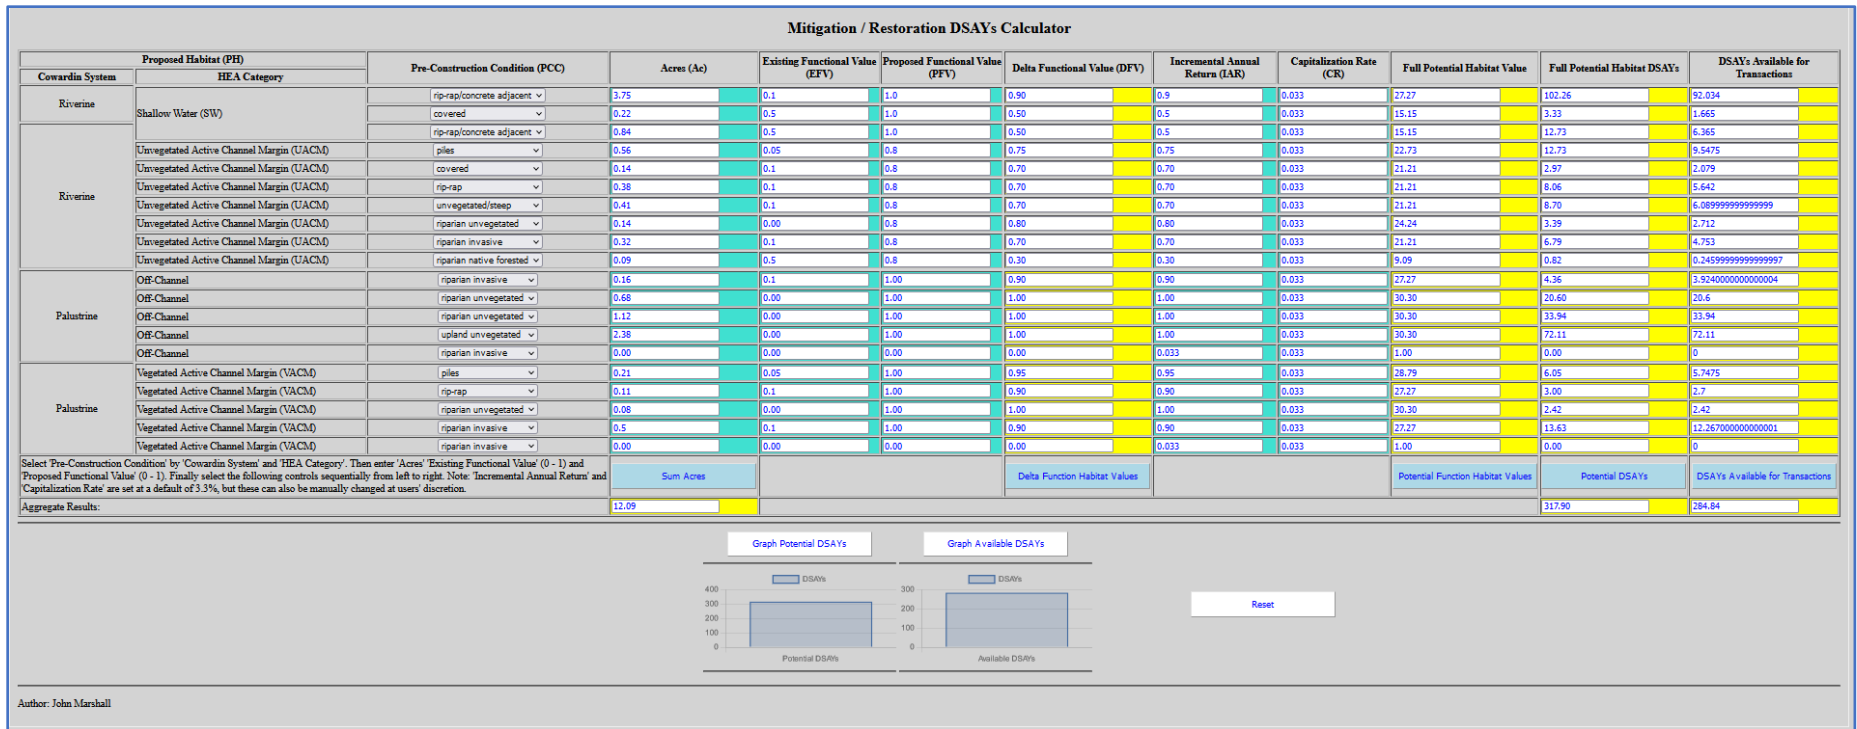 Mitigation / Restoration DSAYs Calculator
Proposed Habitat (PH) Pre-Construction Condition (PCC) Acres (Ac) Existing Functional Value (EFV) Proposed Functional Value (PFV) Delta Functional Value (DFV) Incremental Annual Return (IAR) Capitalization Rate (CR) Full Potential Habitat Value Full Potential Habitat DSAYs DSAYs Available for Transactions
Cowardin System HEA Category
Riverine Shallow Water (SW) rip-rap/concrete adjacent 3.75 0.1 1.0 0.90 0.9 0.033 27.27 102.26 92.034
covered 0.22 0.5 1.0 0.50 0.5 0.033 15.15 3.33 1.665
Riverine rip-rap/concrete adjacent 0.84 0.5 1.0 0.50 0.5 0.033 15.15 12.73 6.365
Unvegetated Active Channel Margin (UACM) piles 0.56 0.05 0.8 0.75 0.75 0.033 22.73 12.73 9.5475
Unvegetated Active Channel Margin (UACM) covered 0.14 0.1 0.8 0.70 0.70 0.033 21.21 2.97 2.079
Unvegetated Active Channel Margin (UACM) rip-rap 0.38 0.1 0.8 0.70 0.70 0.033 21.21 8.06 5.642
Unvegetated Active Channel Margin (UACM) unvegetated/steep 0.41 0.1 0.8 0.70 0.70 0.033 21.21 8.70 6.089999999999999
Unvegetated Active Channel Margin (UACM) riparian unvegetated 0.14 0.00 0.8 0.80 0.80 0.033 24.24 3.39 2.712
Unvegetated Active Channel Margin (UACM) riparian invasive 0.32 0.1 0.8 0.70 0.70 0.033 21.21 6.79 4.753
Unvegetated Active Channel Margin (UACM) riparian native forested 0.09 0.5 0.8 0.30 0.30 0.033 9.09 0.82 0.24599999999999997
Palustrine Off-Channel riparian invasive 0.16 0.1 1.00 0.90 0.90 0.033 27.27 4.36 3.9240000000000004
Off-Channel riparian unvegetated 0.68 0.00 1.00 1.00 1.00 0.033 30.30 20.60 20.6
Off-Channel riparian unvegetated 1.12 0.00 1.00 1.00 1.00 0.033 30.30 33.94 33.94
Off-Channel upland unvegetated 2.38 0.00 1.00 1.00 1.00 0.033 30.30 72.11 72.11
Off-Channel riparian invasive 0.00 0.00 0.00 0.00 0.033 0.033 1.00 0.00 0
Palustrine Vegetated Active Channel Margin (VACM) piles 0.21 0.05 1.00 0.95 0.95 0.033 28.79 6.05 5.7475
Vegetated Active Channel Margin (VACM) rip-rap 0.11 0.1 1.00 0.90 0.90 0.033 27.27 3.00 2.7
Vegetated Active Channel Margin (VACM) riparian unvegetated 0.08 0.00 1.00 1.00 1.00 0.033 30.30 2.42 2.42
Vegetated Active Channel Margin (VACM) riparian invasive 0.5 0.1 1.00 0.90 0.90 0.033 27.27 13.63 12.267000000000001
Vegetated Active Channel Margin (VACM) riparian invasive 0.00 0.00 0.00 0.00 0.033 0.033 1.00 0.00 0
Select 'Pre-Construction Condition' by 'Cowardin System' and 'HEA Category'. Then enter 'Acres' 'Existing Functional Value' (0 - 1) and
'Proposed Functional Value' (0 - 1). Finally select the following controls sequentially from left to right. Note: 'Incremental Annual Return' and
'Capitalization Rate' are set at a default of 3.3%, but these can also be manually changed at users' discretion.
Sum Acres Delta Function Habitat Values Potential Function Habitat Values Potential DSAYs DSAYs Available for Transactions
Aggregate Results: 12.09 317.90 284.84
Graph Potential DSAYs Graph Available DSAYs
DSAYs DSAYs
400 300
300 200
200 100
100 0
0
Potential DSAYs Available DSAYs
Reset
Author: John Marshall